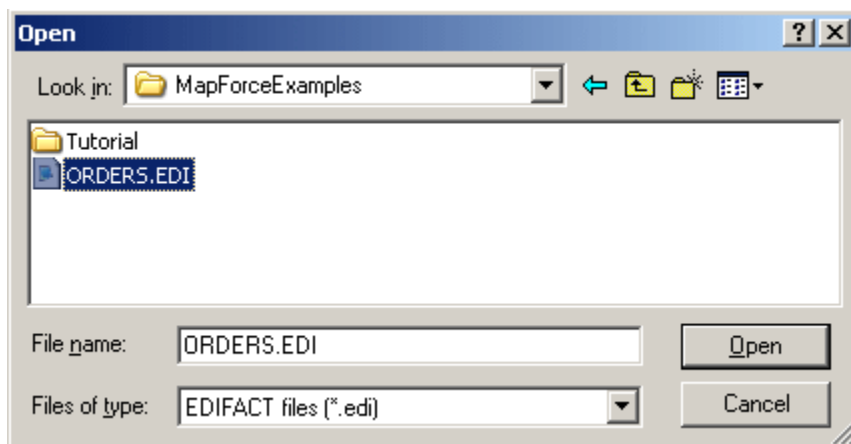 Open
Look in: MapForceExamples
Tutorial
ORDERS.EDI
File name: ORDERS.EDI Open
Files of type: EDIFACT files (*.edi) Cancel